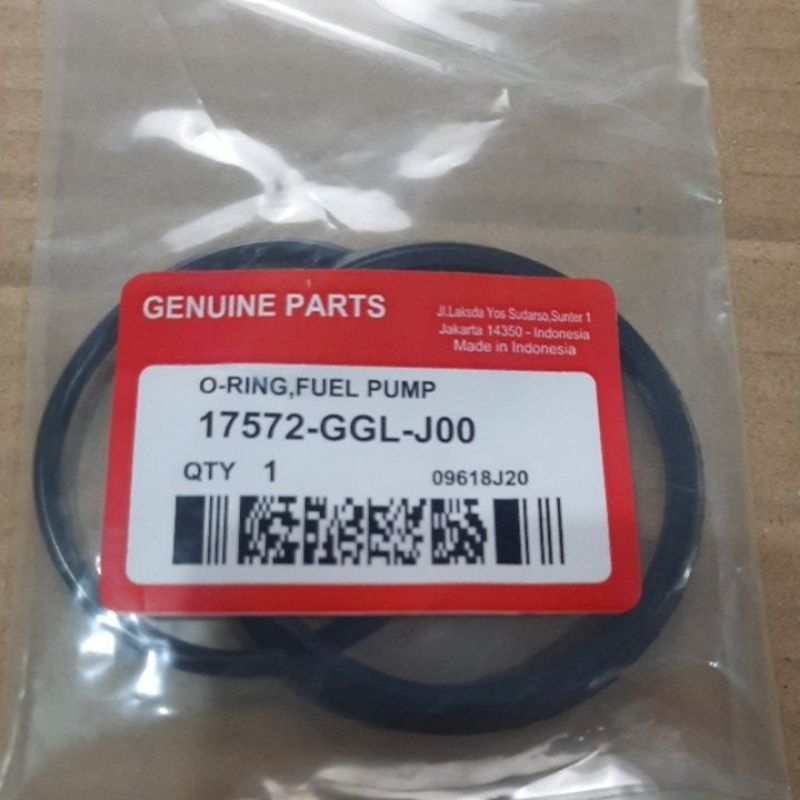 GENUINE PARTS
Jl.Laksda Yos Sudarso,Sunter 1
Jakarta 14350 - Indonesia
Made in Indonesia
O-RING,FUEL PUMP
17572-GGL-J00
QTY 1
09618J20